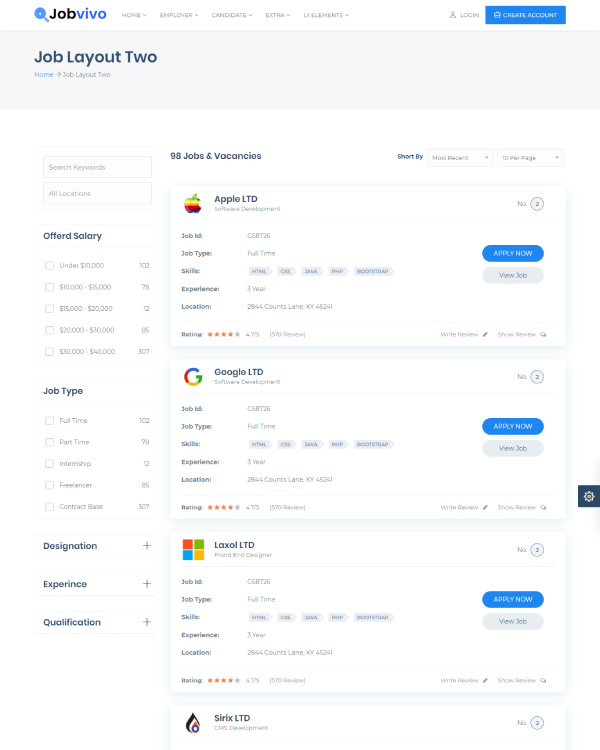 Jobvivo HOME EMPLOYER CANDIDATE EXTRA UI ELEMENTS LOGIN CREATE ACCOUNT
Job Layout Two
Home → Job Layout Two
Search Keywords
All Locations
Offerd Salary
Under $10,000 102
$10,000 - $15,000 78
$15,000 - $20,000 12
$20,000 - $30,000 85
$30,000 - $40,000 307
Job Type
Full Time 102
Part Time 78
Internship 12
Freelancer 85
Contract Base 307
Designation +
Experince +
Qualification +
98 Jobs & Vacancies Short By Most Recent 10 Per Page
Apple LTD No. 2
Software Development
Job Id: G58726
Job Type: Full Time APPLY NOW
Skills: HTML CSS JAVA PHP BOOTSTRAP View Job
Experience: 3 Year
Location: 2844 Counts Lane, KY 45241
Rating: 4.7/5 (570 Review) Write Review Show Review
Google LTD No. 2
Software Development
Job Id: G58726
Job Type: Full Time APPLY NOW
Skills: HTML CSS JAVA PHP BOOTSTRAP View Job
Experience: 3 Year
Location: 2844 Counts Lane, KY 45241
Rating: 4.7/5 (570 Review) Write Review Show Review
Laxol LTD No. 2
Frond End Designer
Job Id: G58726
Job Type: Full Time APPLY NOW
Skills: HTML CSS JAVA PHP BOOTSTRAP View Job
Experience: 3 Year
Location: 2844 Counts Lane, KY 45241
Rating: 4.7/5 (570 Review) Write Review Show Review
Sirix LTD No. 2
CMS Development